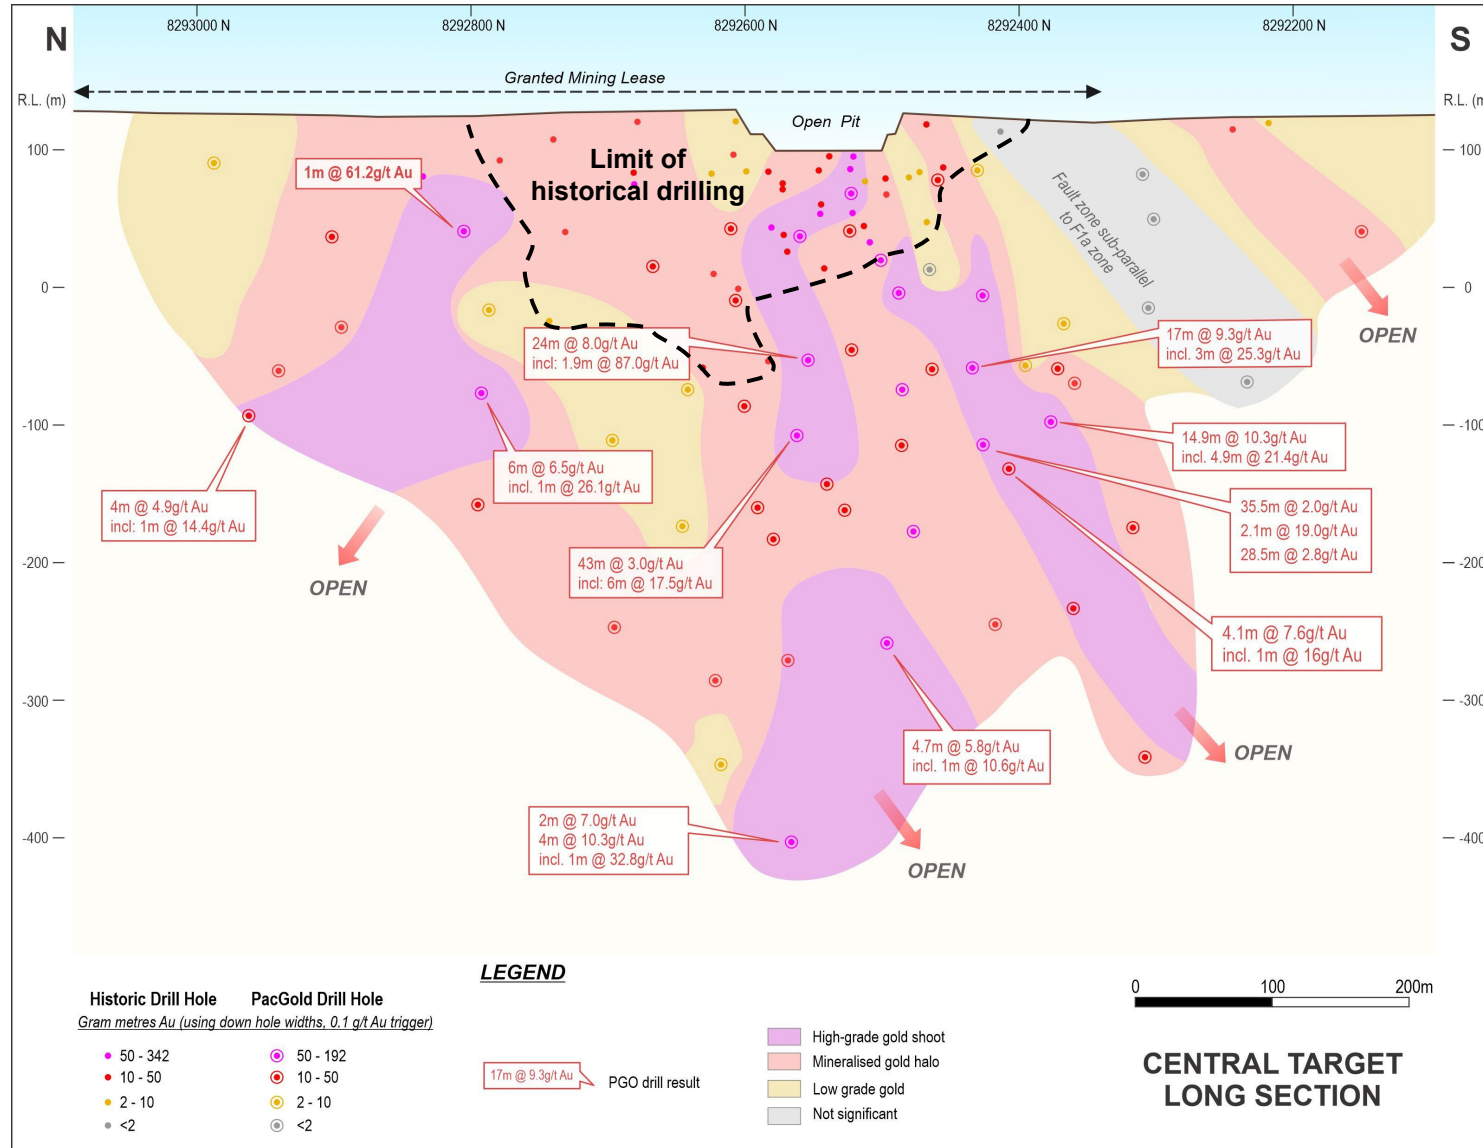 8293000 N
8292800 N
8292600 N
8292400 N
8292200 N
N
S
Granted Mining Lease
R.L. (m)
R.L. (m
Open Pit
100
100
Limit of
historical drilling
1m @ 61.2g/t Au
Fault zone sub-parallel
to F1a zone
0
0
OPEN
24m @ 8.0g/t Au
incl: 1.9m @ 87.0g/t Au
17m @ 9.3g/t Au
incl. 3m @ 25.3g/t Au
-100
-100
14.9m @ 10.3g/t Au
incl. 4.9m @ 21.4g/t Au
6m @ 6.5g/t Au
incl. 1m @ 26.1g/t Au
4m @ 4.9g/t Au
incl: 1m @ 14.4g/t Au
35.5m @ 2.0g/t Au
2.1m @ 19.0g/t Au
28.5m @ 2.8g/t Au
-200
-200
43m @ 3.0g/t Au
incl: 6m @ 17.5g/t Au
OPEN
4.1m @ 7.6g/t Au
incl. 1m @ 16g/t Au
-300
-300
4.7m @ 5.8g/t Au
incl. 1m @ 10.6g/t Au
OPEN
2m @ 7.0g/t Au
4m @ 10.3g/t Au
incl. 1m @ 32.8g/t Au
-400
-400
OPEN
LEGEND
Historic Drill Hole
PacGold Drill Hole
Gram metres Au (using down hole widths, 0.1 g/t Au trigger)
50 - 342
50 - 192
10 - 50
10 - 50
2 - 10
2 - 10
<2
<2
17m @ 9.3g/t Au
PGO drill result
High-grade gold shoot
Mineralised gold halo
Low grade gold
Not significant
0
100
200m
CENTRAL TARGET
LONG SECTION